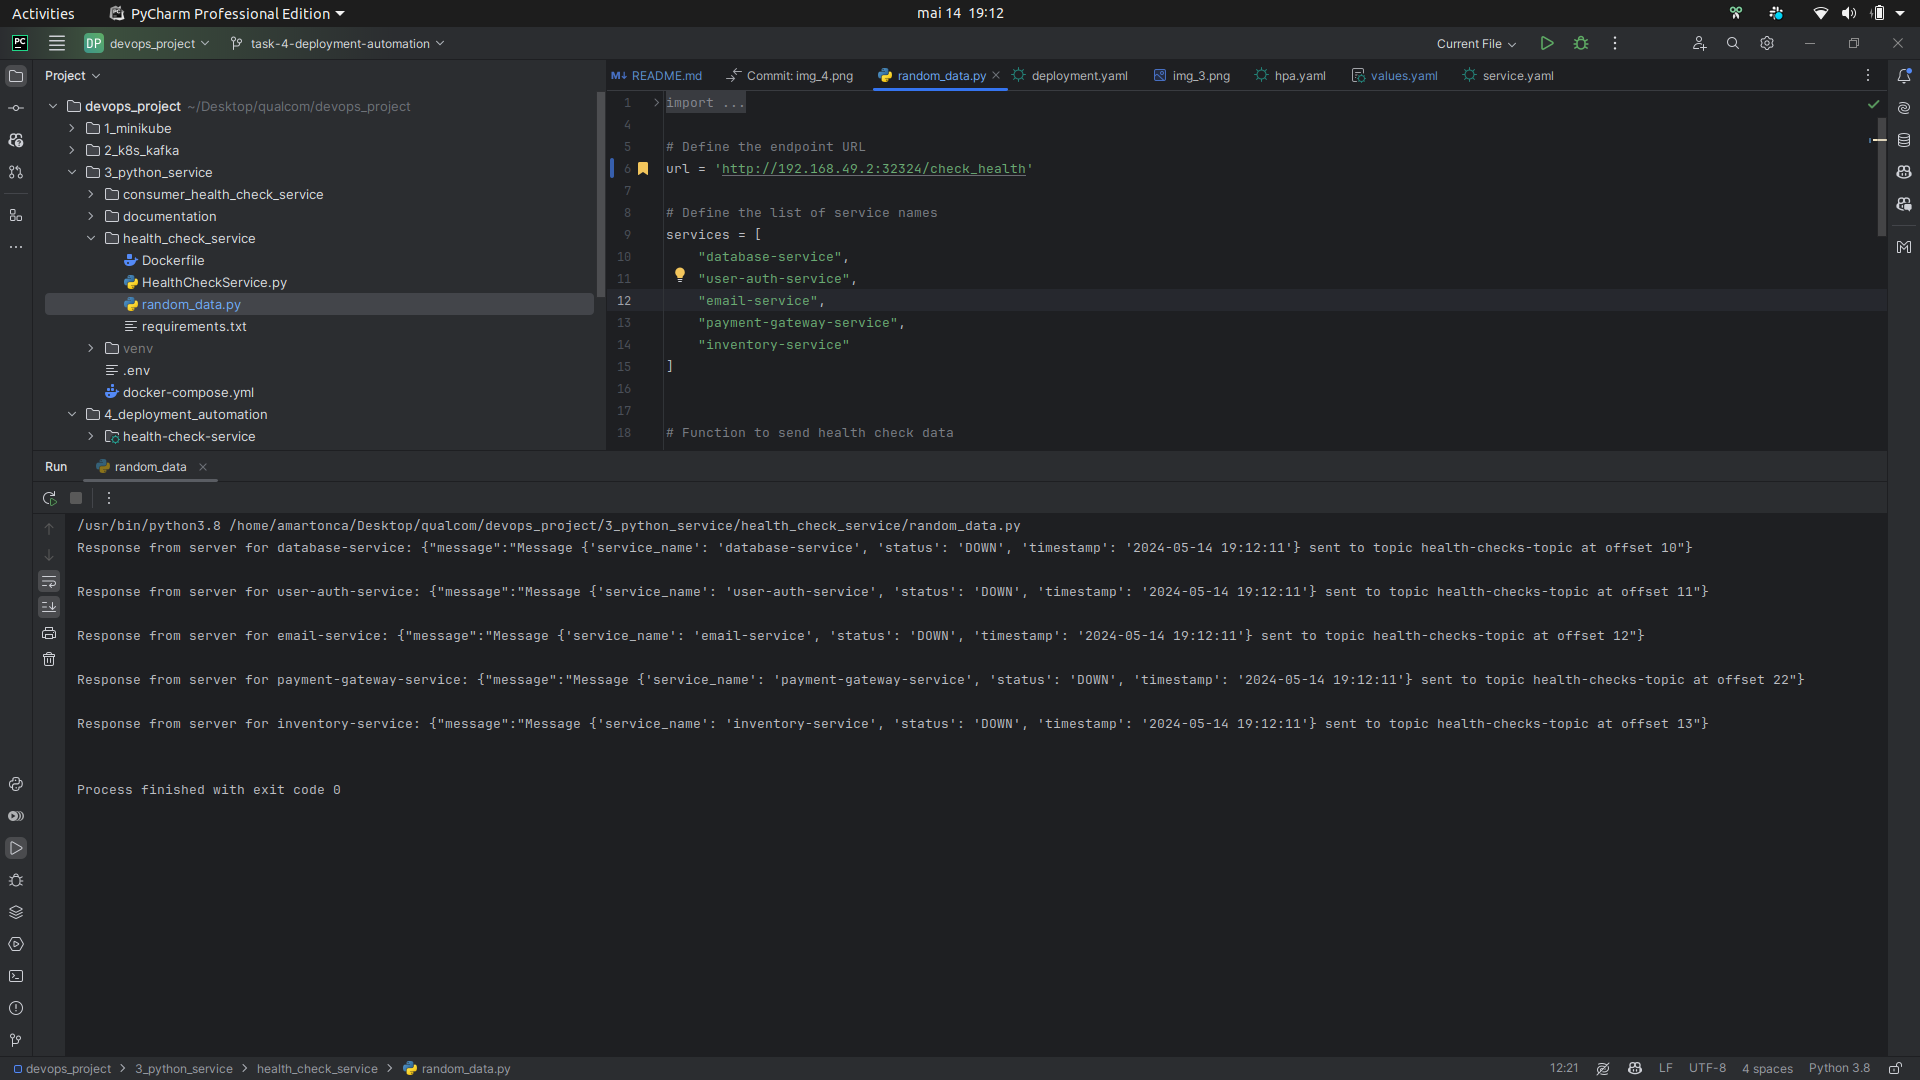 Activities PyCharm Professional Edition mai 14 19:12
DP devops_project task-4-deployment-automation Current File
Project
README.md Commit: img_4.png random_data.py deployment.yaml img_3.png hpa.yaml values.yaml service.yaml
devops_project ~/Desktop/qualcom/devops_project
1_minikube
2_k8s_kafka
3_python_service
consumer_health_check_service
documentation
health_check_service
Dockerfile
HealthCheckService.py
random_data.py
requirements.txt
venv
.env
docker-compose.yml
4_deployment_automation
health-check-service
1 import ...
4
5 # Define the endpoint URL
6 url = 'http://192.168.49.2:32324/check_health'
7
8 # Define the list of service names
9 services = [
10 "database-service",
11 "user-auth-service",
12 "email-service",
13 "payment-gateway-service",
14 "inventory-service"
15 ]
16
17
18 # Function to send health check data
Run random_data
/usr/bin/python3.8 /home/amartonca/Desktop/qualcom/devops_project/3_python_service/health_check_service/random_data.py
Response from server for database-service: {"message":"Message {'service_name': 'database-service', 'status': 'DOWN', 'timestamp': '2024-05-14 19:12:11'} sent to topic health-checks-topic at offset 10"}
Response from server for user-auth-service: {"message":"Message {'service_name': 'user-auth-service', 'status': 'DOWN', 'timestamp': '2024-05-14 19:12:11'} sent to topic health-checks-topic at offset 11"}
Response from server for email-service: {"message":"Message {'service_name': 'email-service', 'status': 'DOWN', 'timestamp': '2024-05-14 19:12:11'} sent to topic health-checks-topic at offset 12"}
Response from server for payment-gateway-service: {"message":"Message {'service_name': 'payment-gateway-service', 'status': 'DOWN', 'timestamp': '2024-05-14 19:12:11'} sent to topic health-checks-topic at offset 22"}
Response from server for inventory-service: {"message":"Message {'service_name': 'inventory-service', 'status': 'DOWN', 'timestamp': '2024-05-14 19:12:11'} sent to topic health-checks-topic at offset 13"}
Process finished with exit code 0
devops_project > 3_python_service > health_check_service > random_data.py 12:21 LF UTF-8 4 spaces Python 3.8